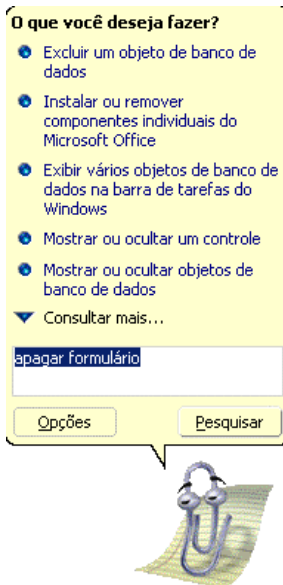 O que você deseja fazer?
Excluir um objeto de banco de
dados
Instalar ou remover
componentes individuais do
Microsoft Office
Exibir vários objetos de banco de
dados na barra de tarefas do
Windows
Mostrar ou ocultar um controle
Mostrar ou ocultar objetos de
banco de dados
Consultar mais...
apagar formulário
Opções Pesquisar